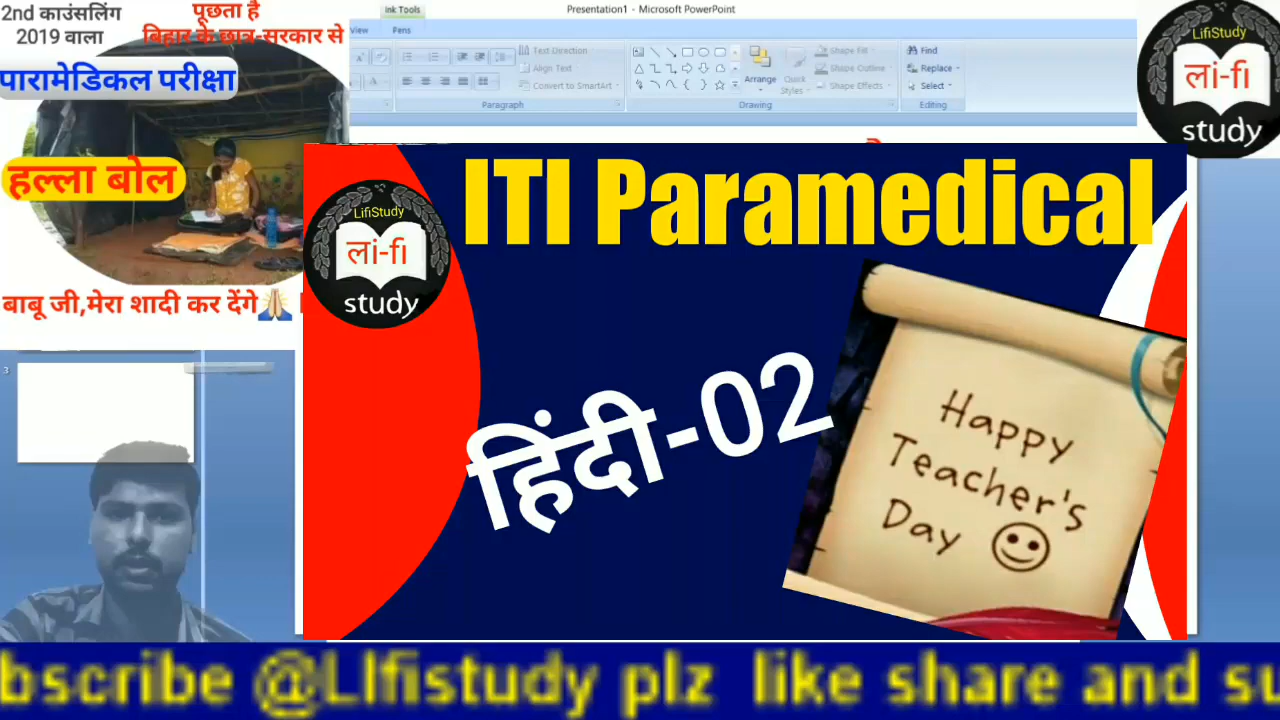 2nd काउंसलिंग
2019 वाला
पूछता है
बिहार के छात्र-सरकार से
पारामेडिकल परीक्षा
हल्ला बोल
बाबू जी,मेरा शादी कर देंगे🙏🏻
Ink Tools
Presentation1 - Microsoft PowerPoint
View
Pens
Text Direction
Align Text
Convert to SmartArt
Paragraph
Arrange
Quick
Styles
Shape Fill
Shape Outline
Shape Effects
Drawing
Find
Replace
Select
Editing
LifiStudy
लाi-fi
study
ITI Paramedical
LifiStudy
लाi-fi
study
हिंदी-02
Happy
Teacher's
Day
3
bscribe @LIfistudy plz like share and su